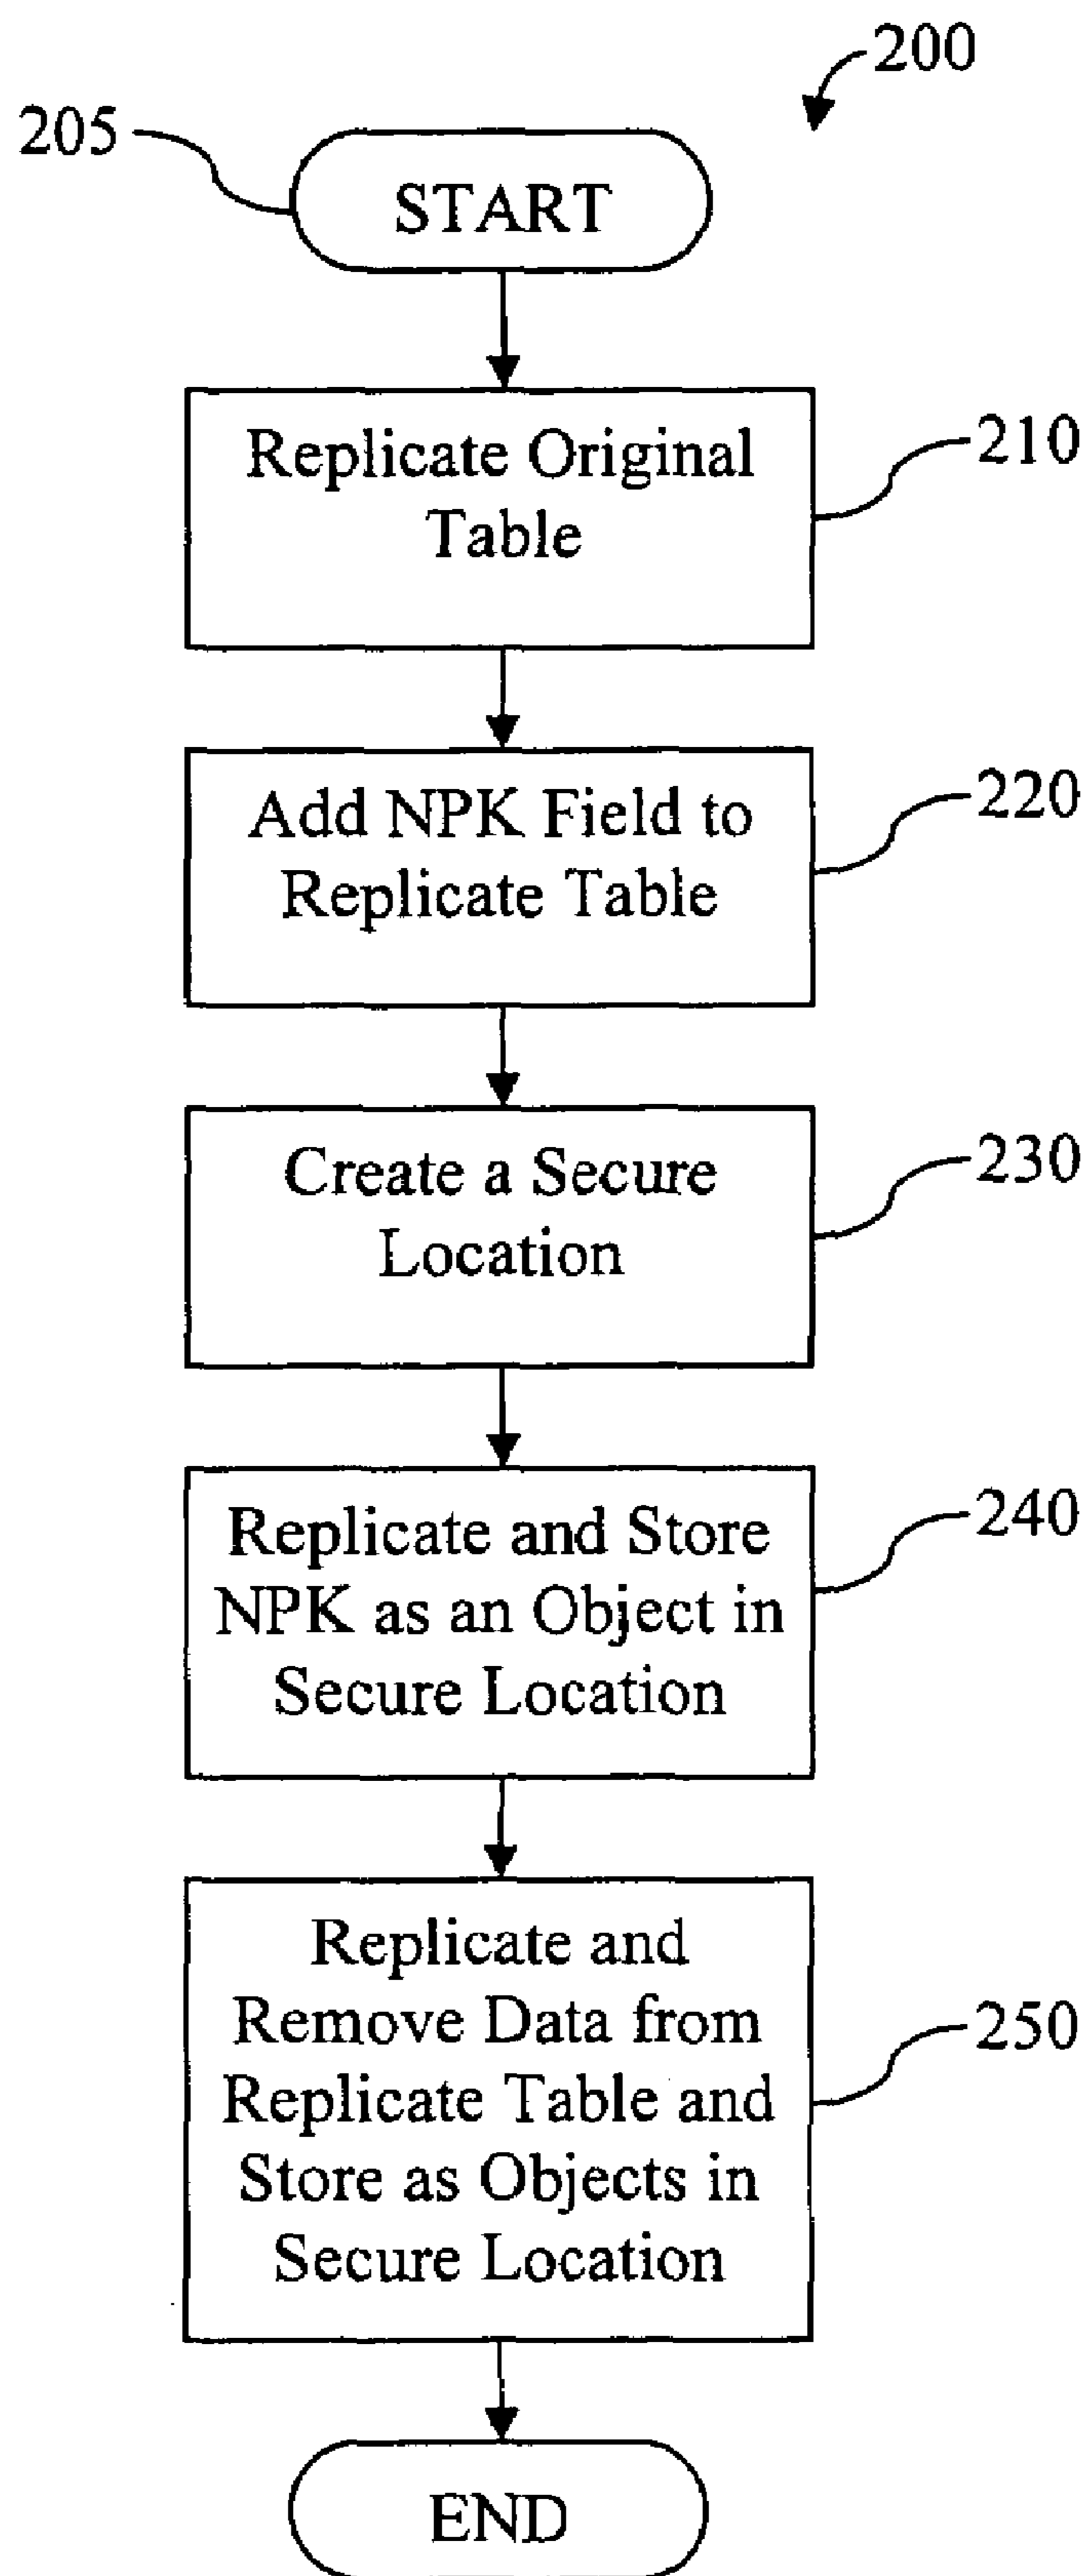 200
205
START
Replicate Original
Table
210
Add NPK Field to
Replicate Table
220
Create a Secure
Location
230
Replicate and Store
NPK as an Object in
Secure Location
240
Replicate and
Remove Data from
Replicate Table and
Store as Objects in
Secure Location
250
END